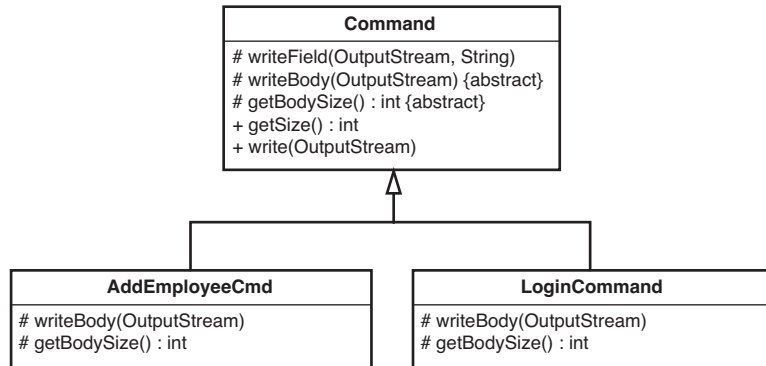 Command
# writeField(OutputStream, String)
# writeBody(OutputStream) {abstract}
# getBodySize() : int {abstract}
+ getSize() : int
+ write(OutputStream)
AddEmployeeCmd
# writeBody(OutputStream)
# getBodySize() : int
LoginCommand
# writeBody(OutputStream)
# getBodySize() : int